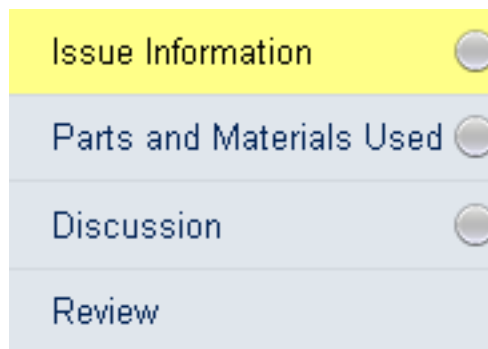 Issue Information
Parts and Materials Used
Discussion
Review